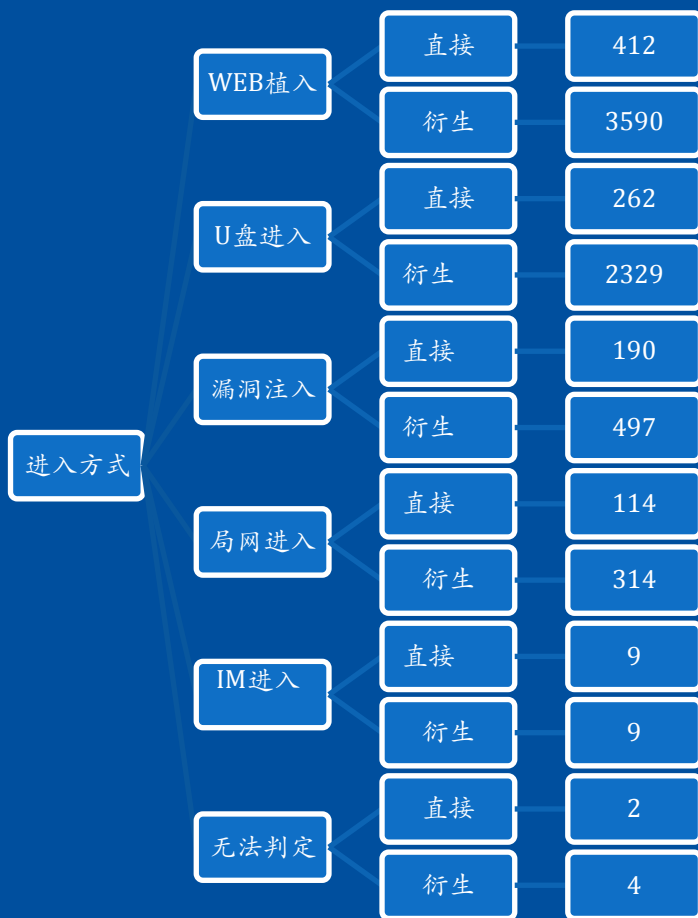 进入方式
WEB植入
直接
412
衍生
3590
U盘进入
直接
262
衍生
2329
漏洞注入
直接
190
衍生
497
局网进入
直接
114
衍生
314
IM进入
直接
9
衍生
9
无法判定
直接
2
衍生
4